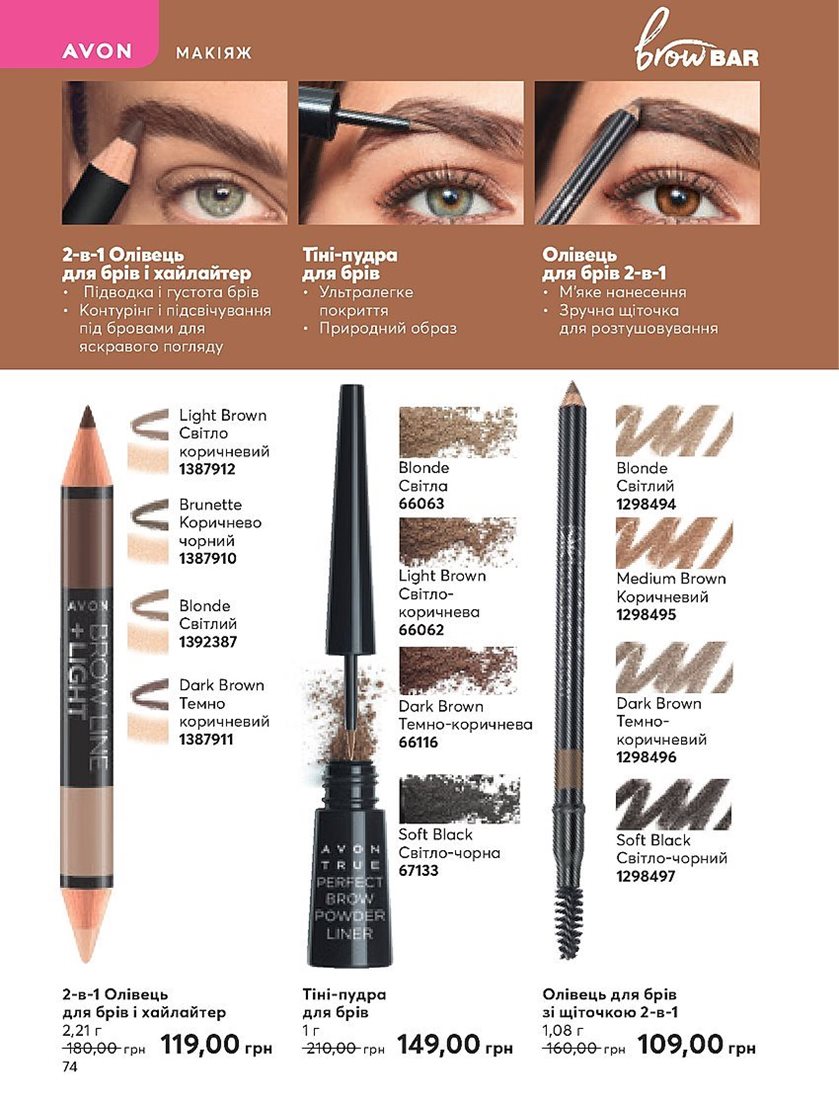 AVON
МАКІЯЖ
brow BAR
2-в-1 Олівець
для брів і хайлайтер
• Підводка і густота брів
• Контурінг і підсвічування
під бровами для
яскравого погляду
Тіні-пудра
для брів
• Ультралегке
покриття
• Природний образ
Олівець
для брів 2-в-1
• М'яке нанесення
• Зручна щіточка
для розтушовування
Light Brown
Світло
коричневий
1387912
Brunette
Коричнево
чорний
1387910
Blonde
Світлий
1392387
Dark Brown
Темно
коричневий
1387911
AVON
BROW LINE
+ LIGHT
Blonde
Світла
66063
Light Brown
Світло-
коричнева
66062
Dark Brown
Темно-коричнева
66116
Soft Black
Світло-чорна
67133
AVON
TRUE
PERFECT
BROW
POWDER
LINER
Blonde
Світлий
1298494
Medium Brown
Коричневий
1298495
Dark Brown
Темно-
коричневий
1298496
Soft Black
Світло-чорний
1298497
2-в-1 Олівець
для брів і хайлайтер
2,21 г
180,00 грн 119,00 грн
Тіні-пудра
для брів
1 г
210,00 грн 149,00 грн
Олівець для брів
зі щіточкою 2-в-1
1,08 г
160,00 грн 109,00 грн
74